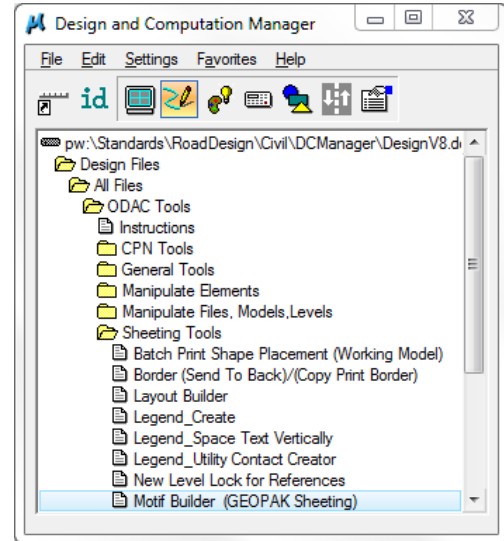 Design and Computation Manager
File Edit Settings Favorites Help
id
pw:\Standards\RoadDesign\Civil\DCManager\DesignV8.d
Design Files
All Files
ODAC Tools
Instructions
CPN Tools
General Tools
Manipulate Elements
Manipulate Files, Models,Levels
Sheeting Tools
Batch Print Shape Placement (Working Model)
Border (Send To Back)/(Copy Print Border)
Layout Builder
Legend_Create
Legend_Space Text Vertically
Legend_Utility Contact Creator
New Level Lock for References
Motif Builder (GEOPAK Sheeting)